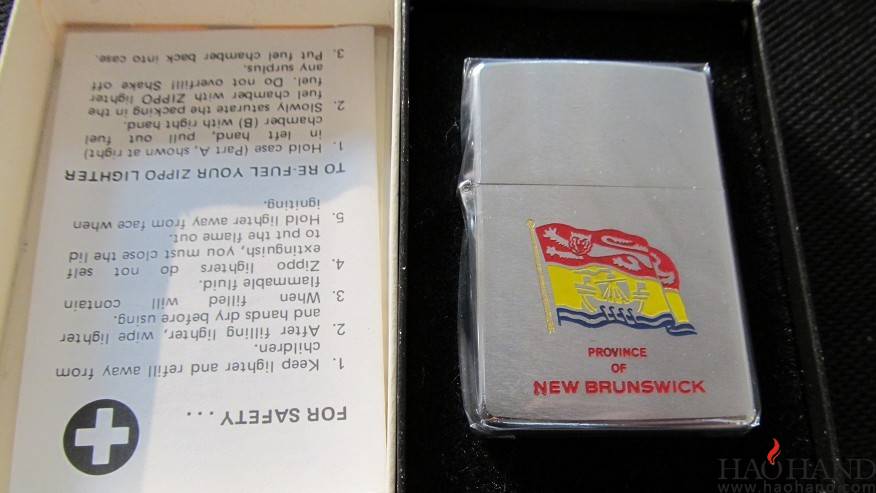 FOR SAFETY ...
1. Keep lighter and refill away from
children.
2. After filling lighter, wipe lighter
and hands dry before using.
3. When filled will contain
flammable fluid.
4. Zippo lighters do not self
extinguish, you must close the lid
to put the flame out.
5. Hold lighter away from face when
igniting.
TO RE-FUEL YOUR ZIPPO LIGHTER
1. Hold case (Part A, shown at right)
in left hand, pull out fuel
chamber (B) with right hand.
2. Slowly saturate the packing in the
fuel chamber with ZIPPO lighter
fuel. Do not overfill! Shake off
any surplus.
3. Put fuel chamber back into case.
PROVINCE
OF
NEW BRUNSWICK
HAOHAND
www.haohand.com